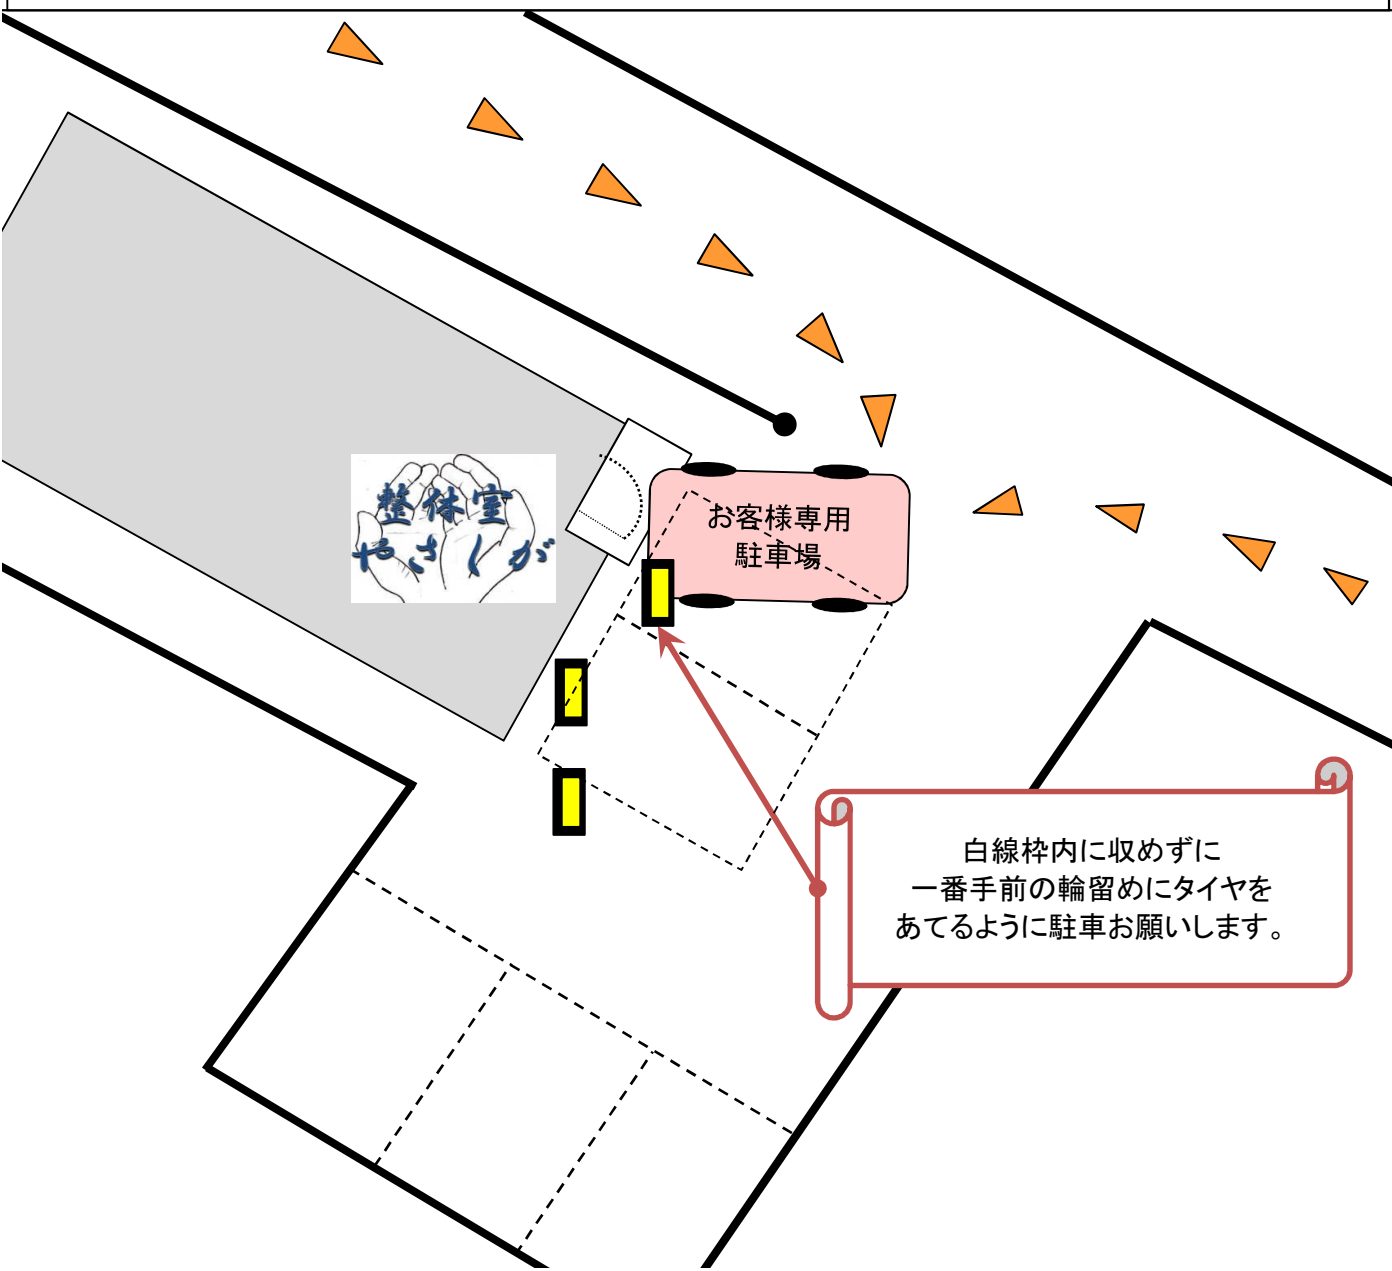 整体室
やさしが
お客様専用
駐車場
白線枠内に収めずに
一番手前の輪留めにタイヤを
あてるように駐車お願いします。